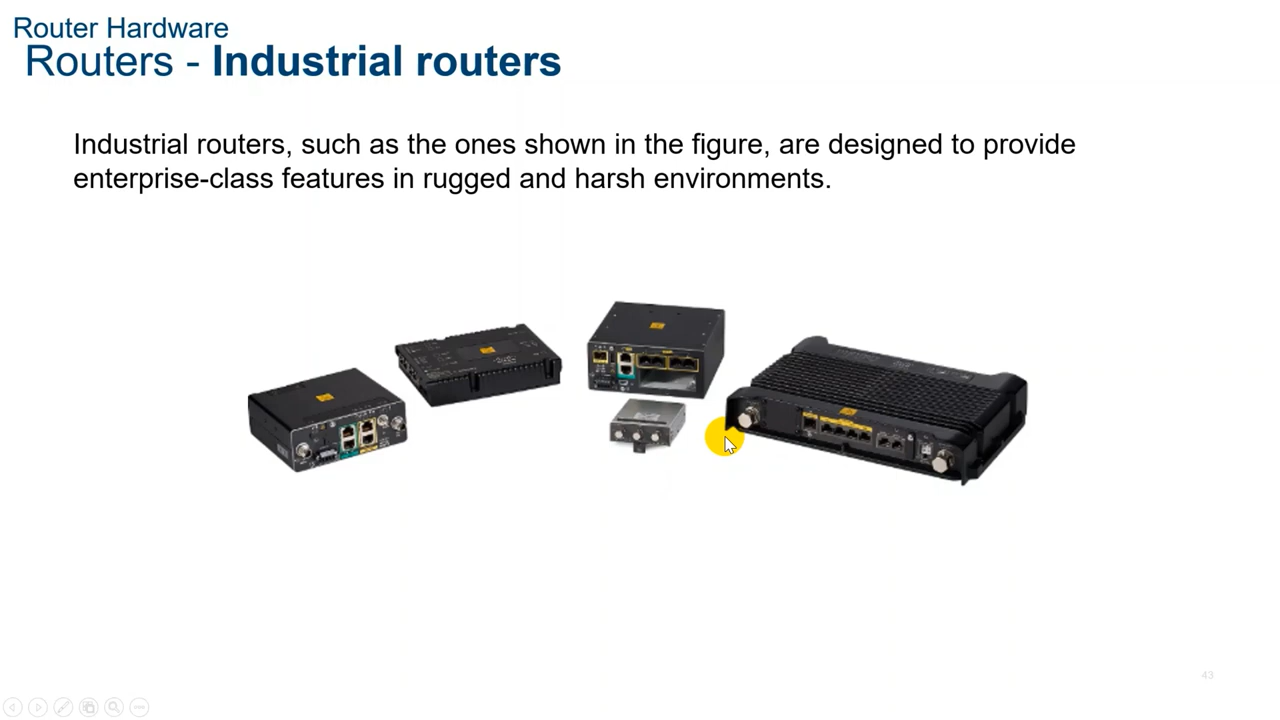 Router Hardware
Routers - Industrial routers
Industrial routers, such as the ones shown in the figure, are designed to provide
enterprise-class features in rugged and harsh environments.
43